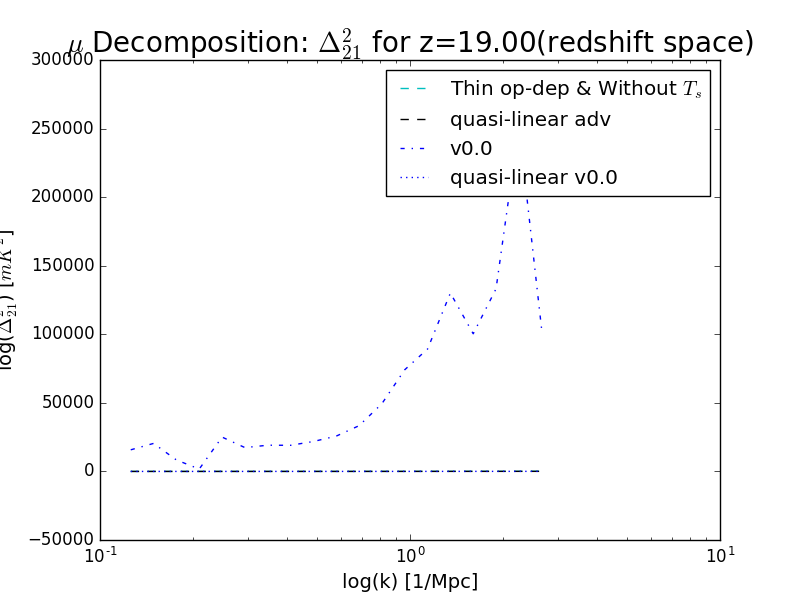 μ Decomposition: Δ²₂₁ for z=19.00(redshift space)
300000
250000
200000
150000
100000
50000
0
−50000
log(Δ²₂₁) [mK²]
Thin op-dep & Without Tₛ
quasi-linear adv
v0.0
quasi-linear v0.0
10⁻¹
10⁰
10¹
log(k) [1/Mpc]